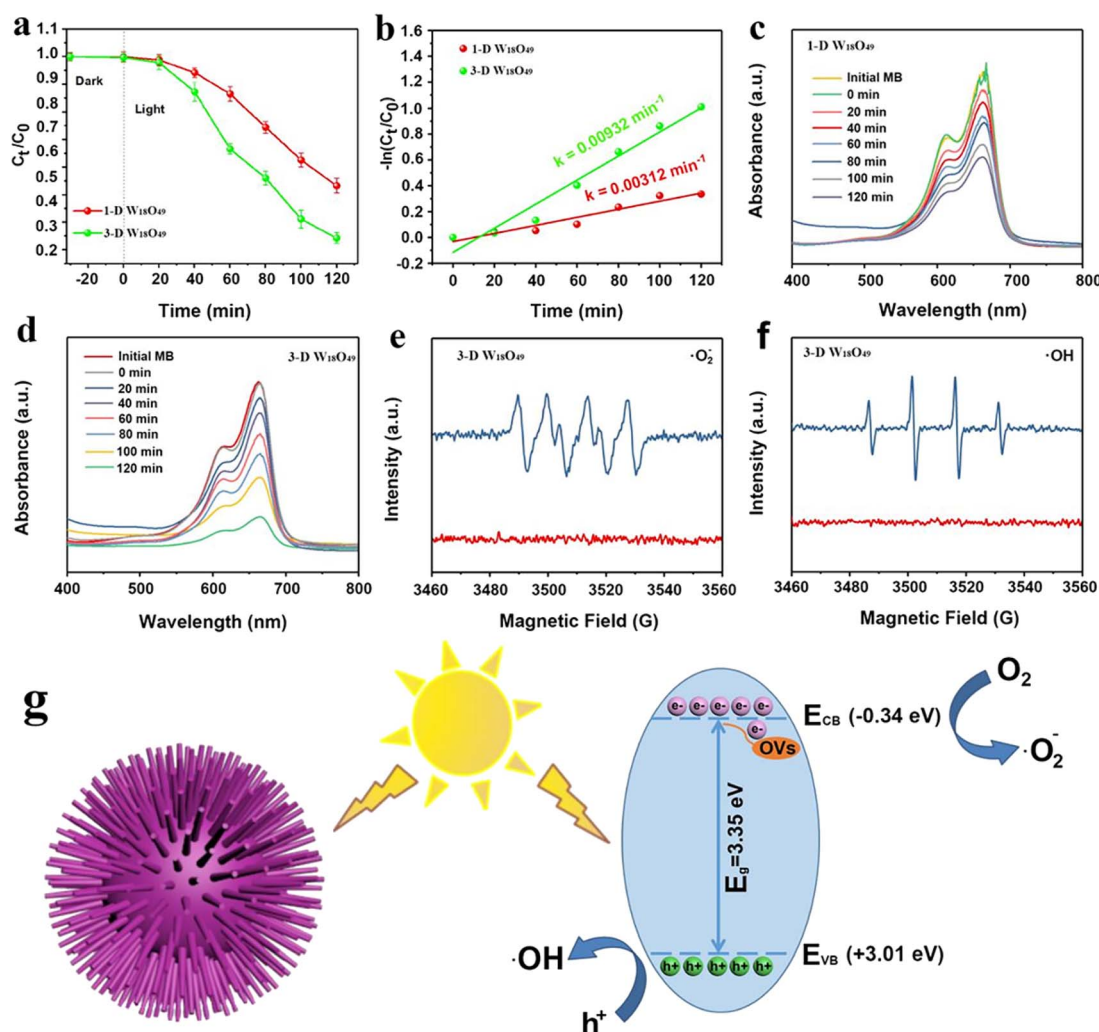 a
Ct/C0
1.0
0.9
0.8
0.7
0.6
0.5
0.4
0.3
0.2
Dark
Light
1-D W18O49
3-D W18O49
-20 0 20 40 60 80 100 120
Time (min)
b
-ln(Ct/C0)
1.6
1.4
1.2
1.0
0.8
0.6
0.4
0.2
0.0
-0.2
1-D W18O49
3-D W18O49
k = 0.00932 min-1
k = 0.00312 min-1
0 20 40 60 80 100 120
Time (min)
c
1-D W18O49
Absorbance (a.u.)
Initial MB
0 min
20 min
40 min
60 min
80 min
100 min
120 min
400 500 600 700 800
Wavelength (nm)
d
3-D W18O49
Absorbance (a.u.)
Initial MB
0 min
20 min
40 min
60 min
80 min
100 min
120 min
400 500 600 700 800
Wavelength (nm)
e
3-D W18O49
·O2-
Intensity (a.u.)
3460 3480 3500 3520 3540 3560
Magnetic Field (G)
f
3-D W18O49
·OH
Intensity (a.u.)
3460 3480 3500 3520 3540 3560
Magnetic Field (G)
g
e- e- e- e- e-
e-
OVs
ECB (-0.34 eV)
O2
·O2-
Eg=3.35 eV
EVB (+3.01 eV)
h+ h+ h+ h+ h+
·OH
h+